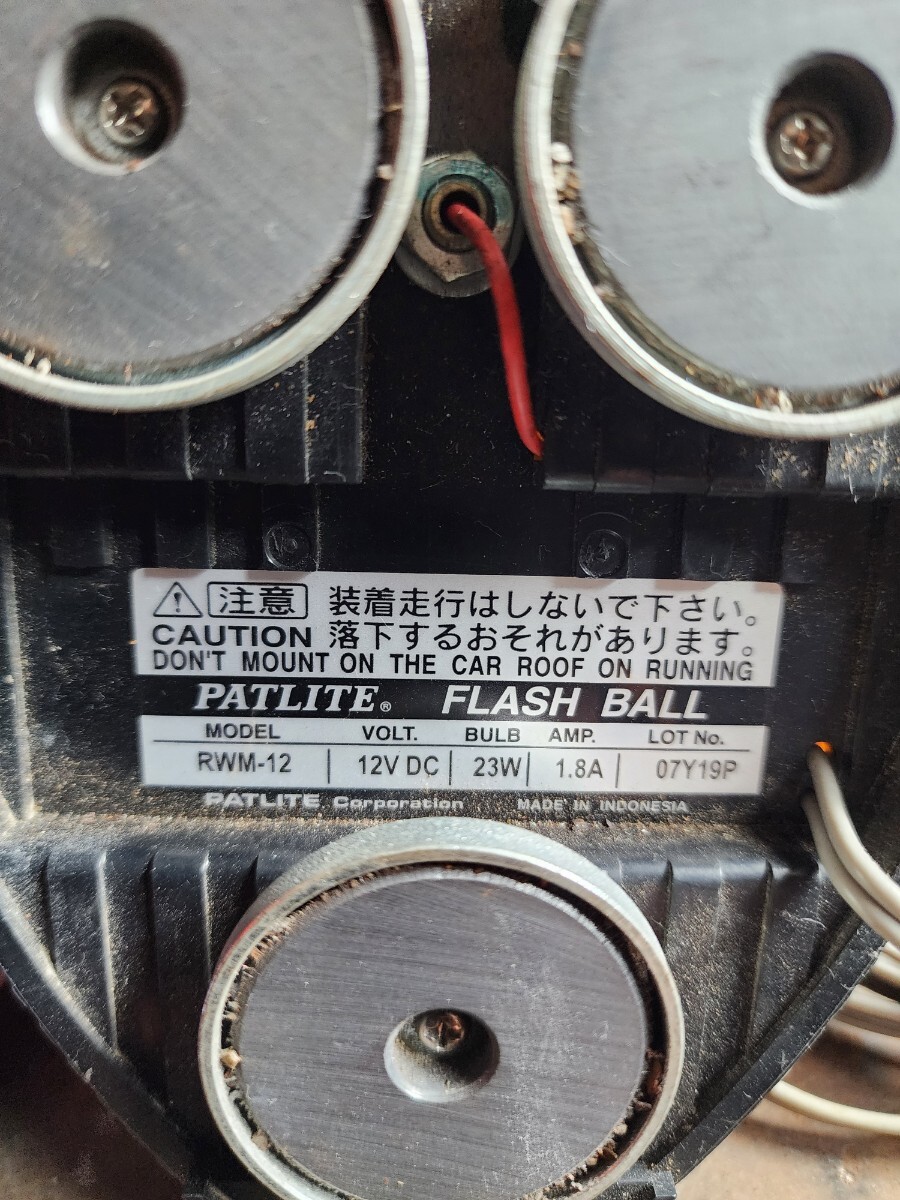 注意 装着走行はしないで下さい。
CAUTION 落下するおそれがあります。
DON'T MOUNT ON THE CAR ROOF ON RUNNING
PATLITE® FLASH BALL
MODEL VOLT. BULB AMP. LOT No.
RWM-12 12V DC 23W 1.8A 07Y19P
PATLITE Corporation MADE IN INDONESIA